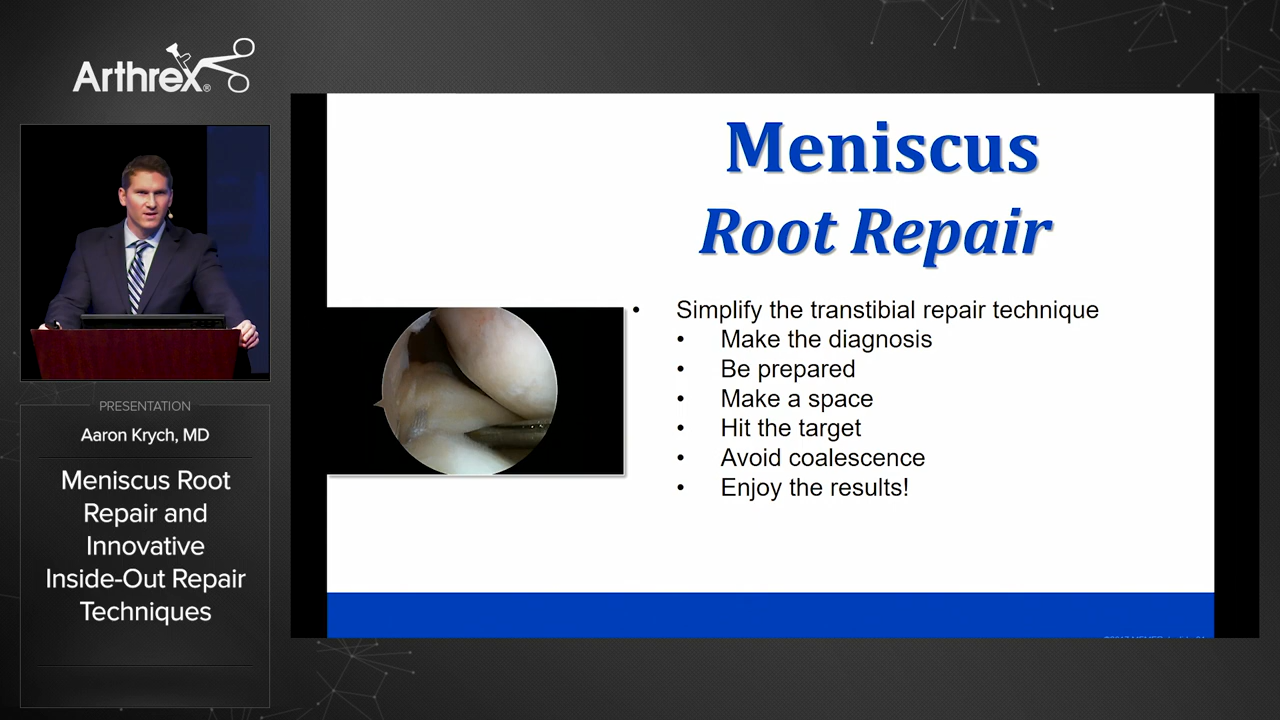 Arthrex®
PRESENTATION
Aaron Krych, MD
Meniscus Root
Repair and
Innovative
Inside-Out Repair
Techniques
Meniscus
Root Repair
• Simplify the transtibial repair technique
• Make the diagnosis
• Be prepared
• Make a space
• Hit the target
• Avoid coalescence
• Enjoy the results!